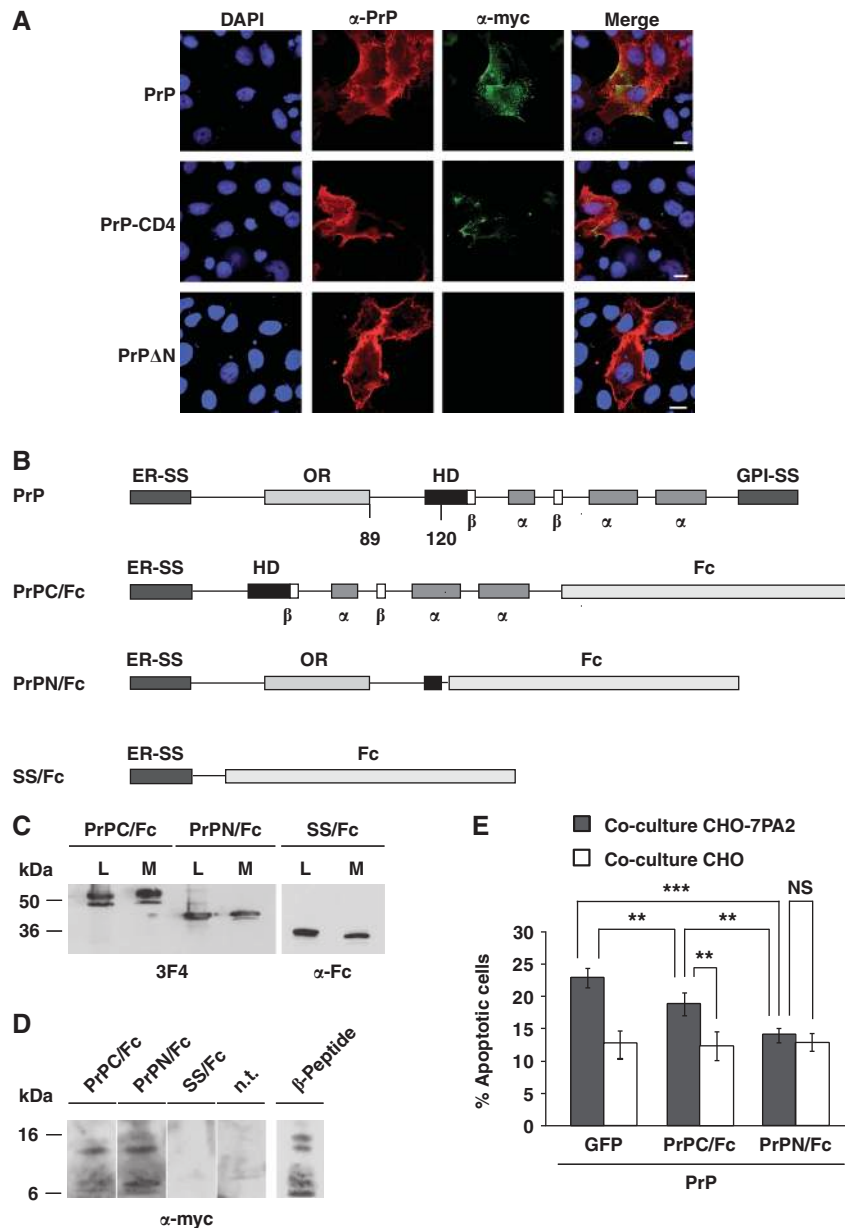 A
DAPI α-PrP α-myc Merge
PrP
PrP-CD4
PrPΔN
B
ER-SS OR HD GPI-SS
PrP
β α β α α
89 120
ER-SS HD Fc
PrPC/Fc
β α β α α
ER-SS OR Fc
PrPN/Fc
ER-SS Fc
SS/Fc
C
PrPC/Fc PrPN/Fc SS/Fc
kDa L M L M L M
50
36
3F4 α-Fc
D
PrPC/Fc PrPN/Fc SS/Fc n.t. β-Peptide
kDa
16
6
α-myc
E
Co-culture CHO-7PA2
Co-culture CHO
*** NS
** **
**
% Apoptotic cells
30
25
20
15
10
5
0
GFP PrPC/Fc PrPN/Fc
PrP